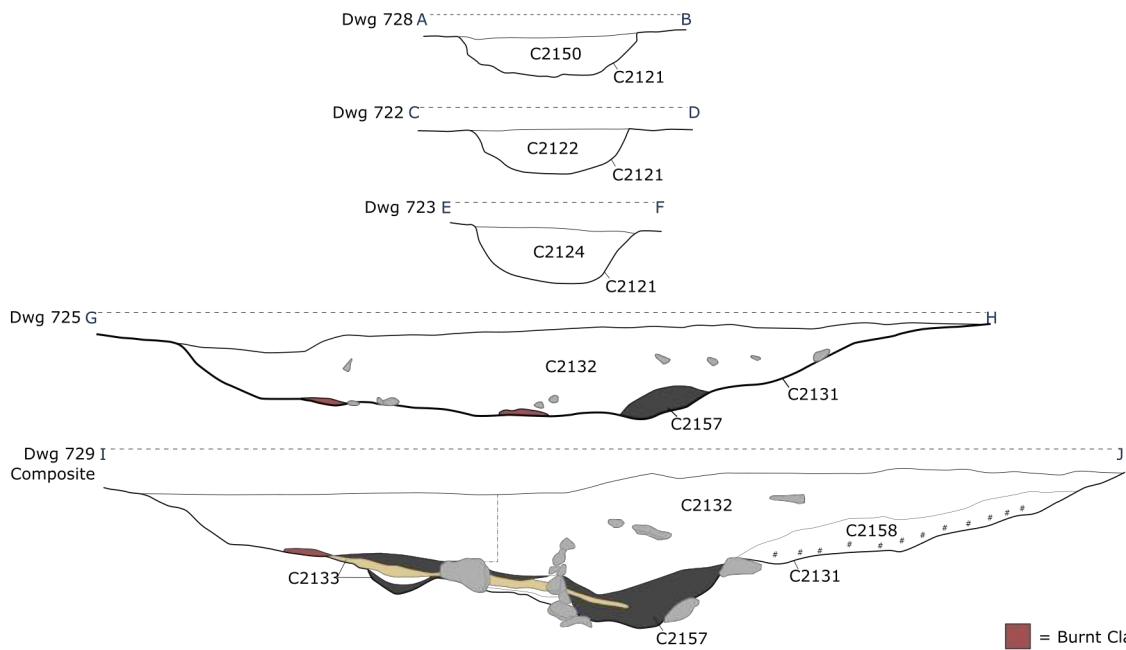 Dwg 728 A B
C2150
C2121
Dwg 722 C D
C2122
C2121
Dwg 723 E F
C2124
C2121
Dwg 725 G H
C2132
C2131
C2157
Dwg 729 I J
Composite
C2132
C2158
# # # # # # # # # # #
C2133
C2131
C2157
= Burnt Cla